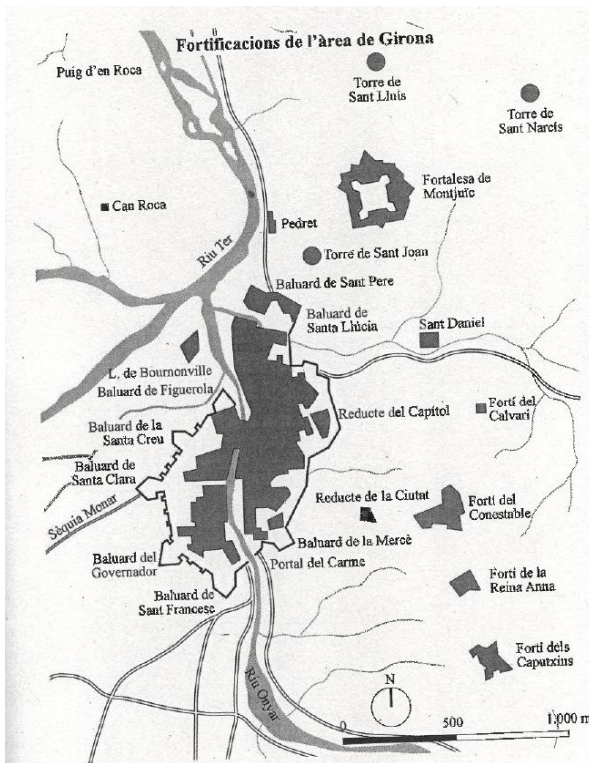 Fortificacions de l'àrea de Girona
Puig d'en Roca
Torre de
Sant Lluís
Torre de
Sant Narcís
Fortalesa de
Montjuïc
Can Roca
Pedret
Riu Ter
Torre de Sant Joan
Baluard de Sant Pere
Baluard de
Santa Llúcia
Sant Daniel
L. de Bournonville
Baluard de Figuerola
Reducte del Capítol
Fortí del
Calvari
Baluard de la
Santa Creu
Baluard de
Santa Clara
Sèquia Monar
Reducte de la Ciutat
Fortí del
Conestable
Baluard de la Mercè
Baluard del
Governador
Portal del Carme
Fortí de la
Reina Anna
Baluard de
Sant Francesc
Fortí dels
Caputxins
Riu Onyar
N
0 500 1.000 m